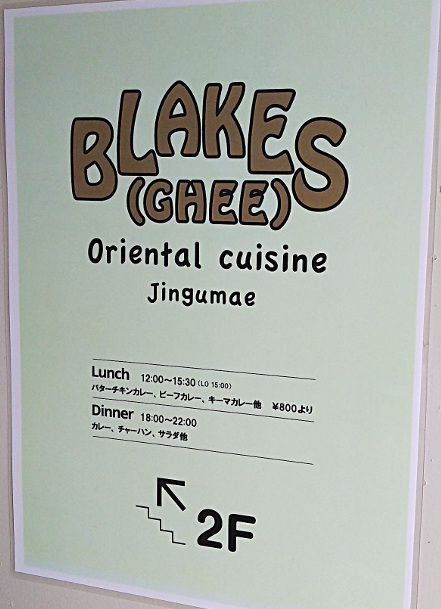 BLAKES
(GHEE)
Oriental cuisine
Jingumae
Lunch 12:00〜15:30 (LO 15:00)
バターチキンカレー、ビーフカレー、キーマカレー他 ¥800より
Dinner 18:00〜22:00
カレー、チャーハン、サラダ他
2F